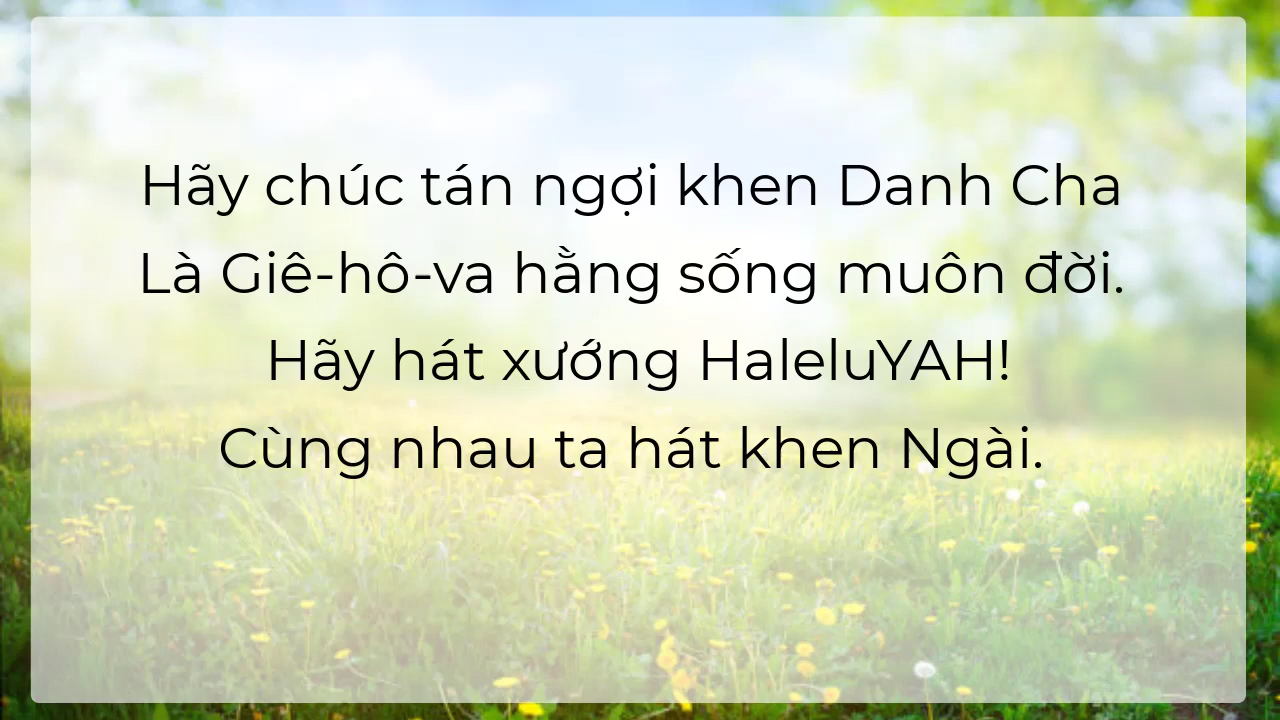 Hãy chúc tán ngợi khen Danh Cha
Là Giê-hô-va hằng sống muôn đời.
Hãy hát xướng HaleluYAH!
Cùng nhau ta hát khen Ngài.